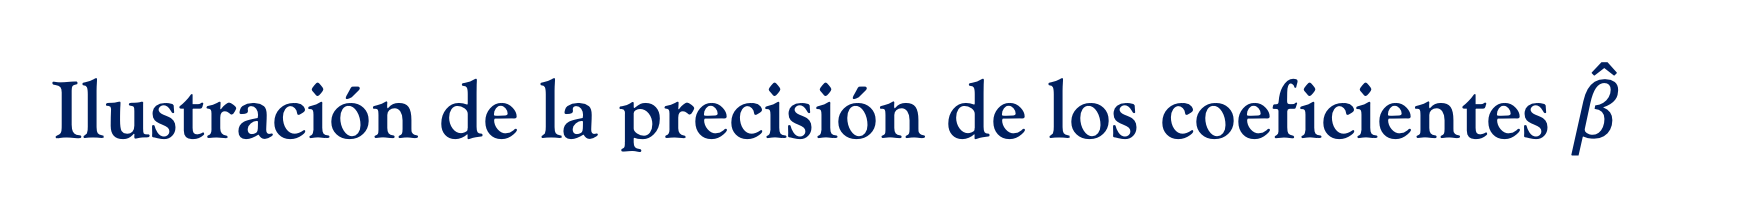 Ilustración de la precisión de los coeficientes β̂